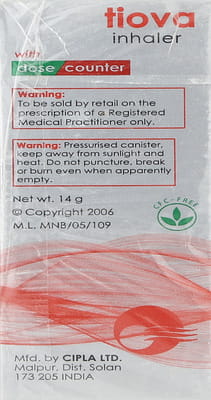 tiova
inhaler
with
dose counter
Warning:
To be sold by retail on the
prescription of a Registered
Medical Practitioner only.
Warning: Pressurised canister,
keep away from sunlight and
heat. Do not puncture, break
or burn even when apparently
empty.
Net wt. 14 g
© Copyright 2006
M.L. MNB/05/109
CFC-FREE
Mfd. by CIPLA LTD.
Malpur, Dist. Solan
173 205 INDIA